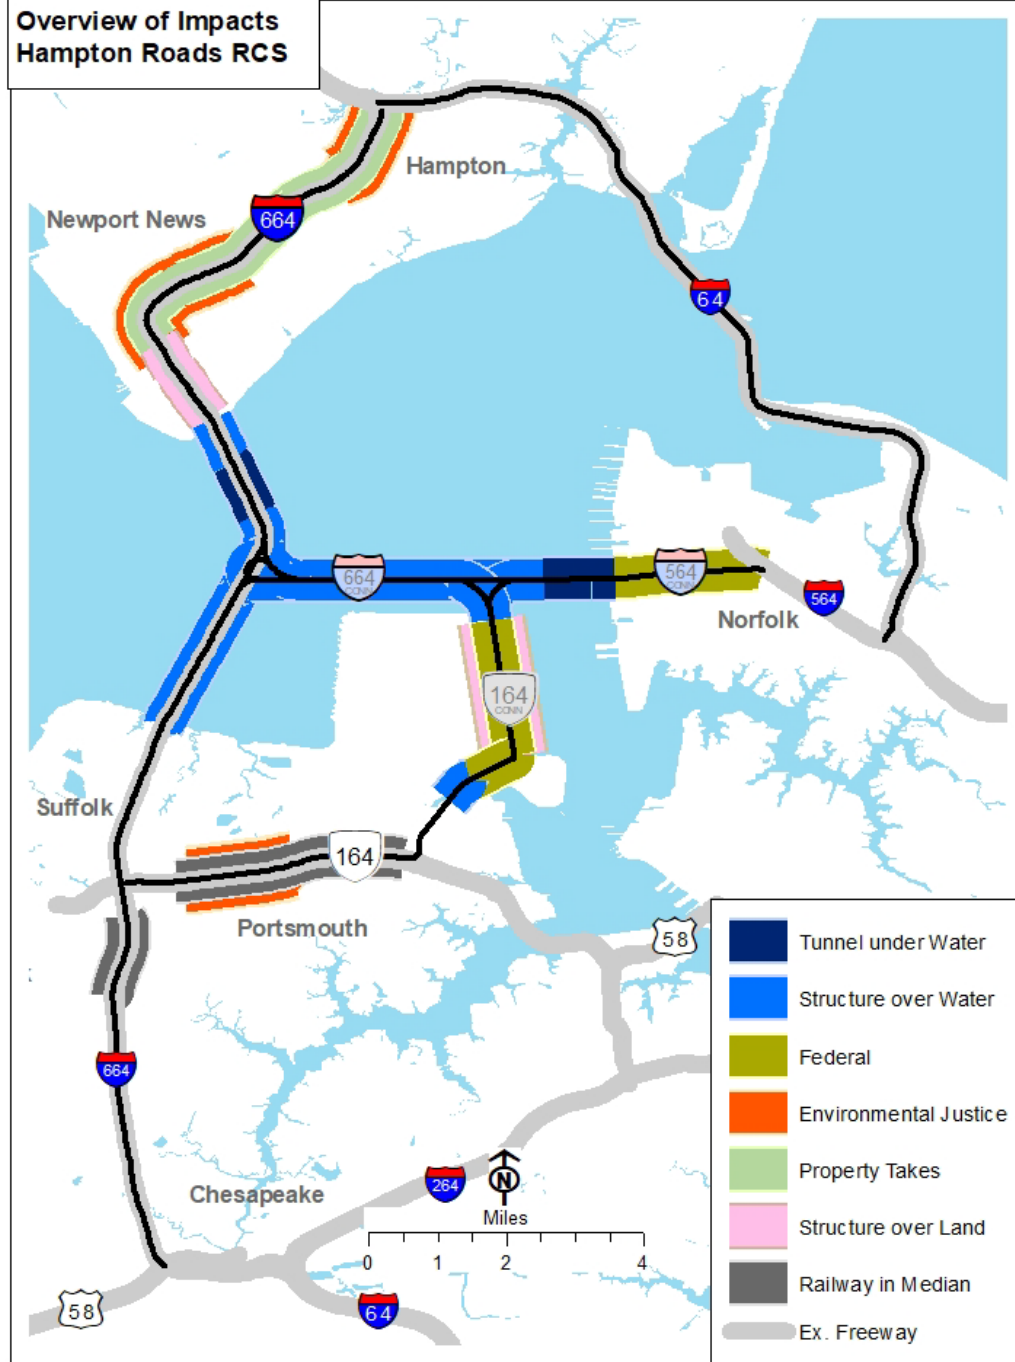 Overview of Impacts
Hampton Roads RCS
Hampton
Newport News
664
64
664
CONN
564
CONN
564
Norfolk
164
CONN
Suffolk
164
Portsmouth
58
664
Chesapeake
264
N
Miles
0 1 2 4
58
64
Tunnel under Water
Structure over Water
Federal
Environmental Justice
Property Takes
Structure over Land
Railway in Median
Ex. Freeway